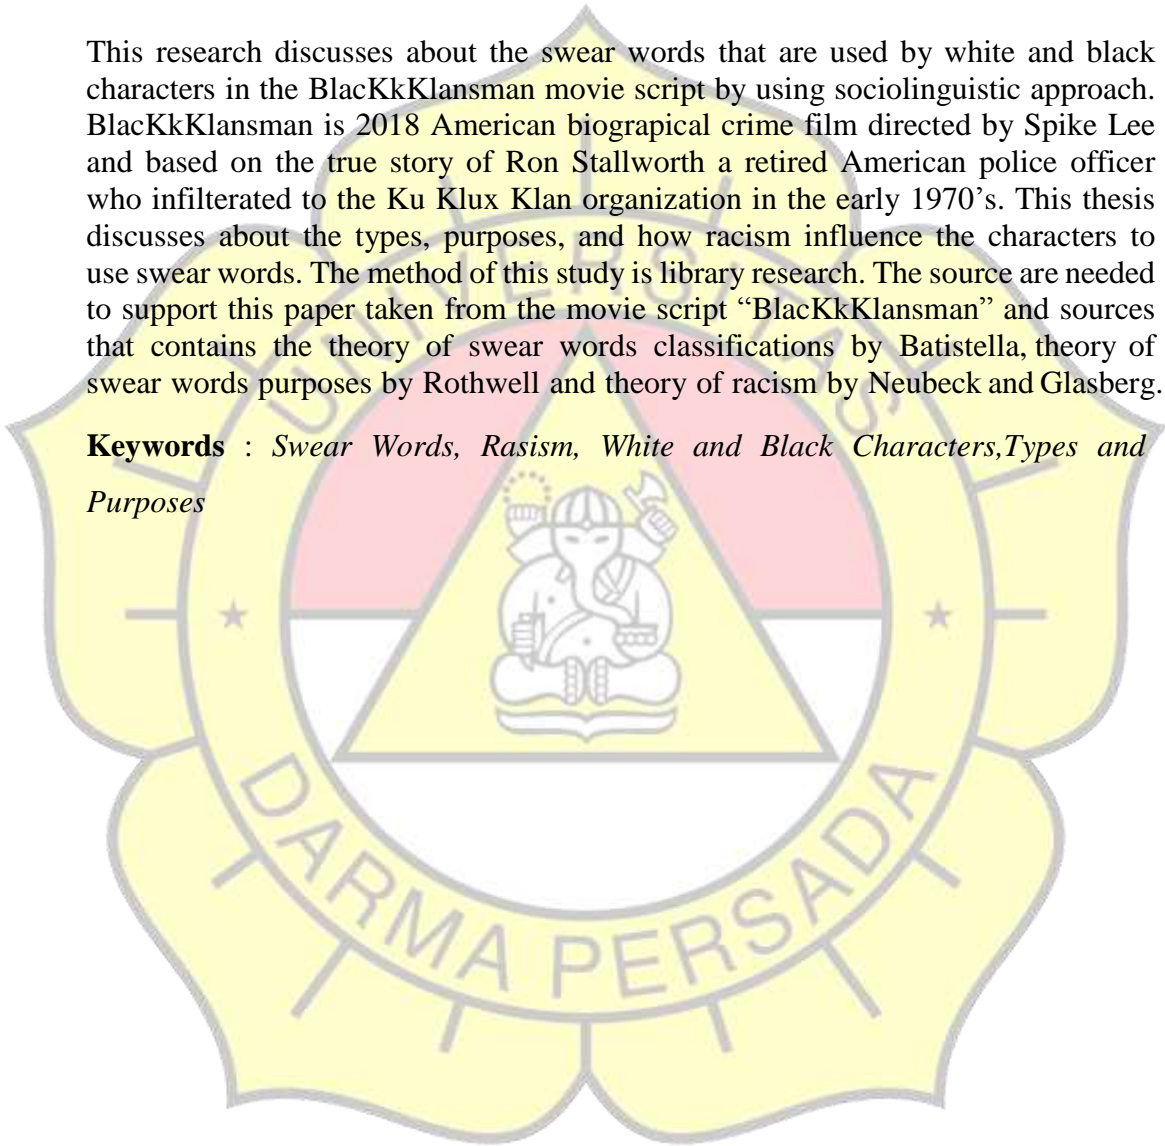 This research discusses about the swear words that are used by white and black
characters in the BlacKkKlansman movie script by using sociolinguistic approach.
BlacKkKlansman is 2018 American biograpical crime film directed by Spike Lee
and based on the true story of Ron Stallworth a retired American police officer
who infilterated to the Ku Klux Klan organization in the early 1970’s. This thesis
discusses about the types, purposes, and how racism influence the characters to
use swear words. The method of this study is library research. The source are needed
to support this paper taken from the movie script “BlacKkKlansman” and sources
that contains the theory of swear words classifications by Batistella, theory of
swear words purposes by Rothwell and theory of racism by Neubeck and Glasberg.
Keywords : Swear Words, Rasism, White and Black Characters,Types and
Purposes
UNIVERSITAS
DARMA PERSADA